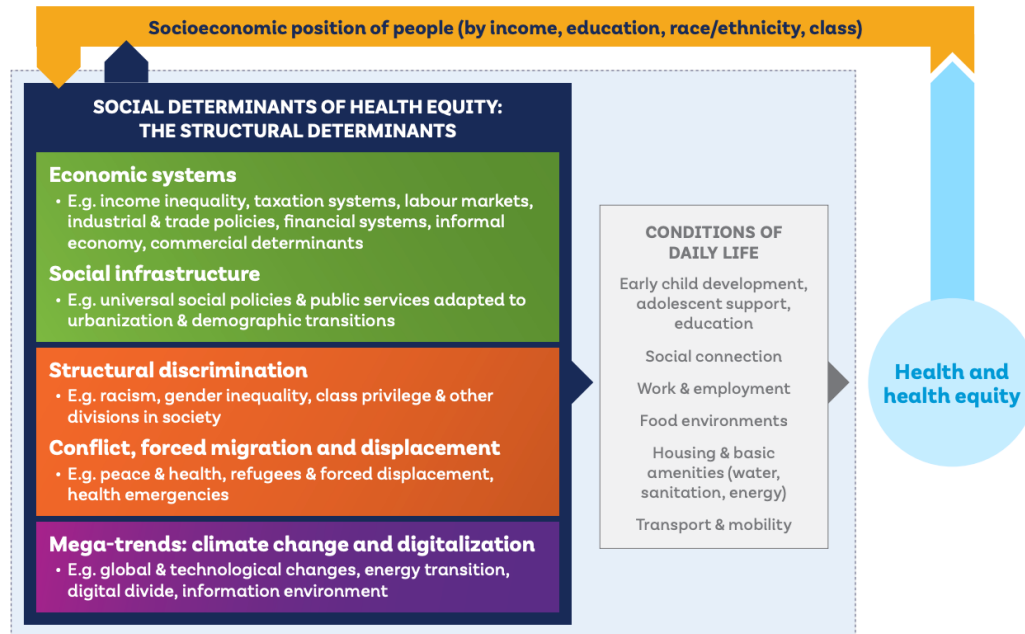 Socioeconomic position of people (by income, education, race/ethnicity, class)
SOCIAL DETERMINANTS OF HEALTH EQUITY:
THE STRUCTURAL DETERMINANTS
Economic systems
• E.g. income inequality, taxation systems, labour markets,
industrial & trade policies, financial systems, informal
economy, commercial determinants
Social infrastructure
• E.g. universal social policies & public services adapted to
urbanization & demographic transitions
Structural discrimination
• E.g. racism, gender inequality, class privilege & other
divisions in society
Conflict, forced migration and displacement
• E.g. peace & health, refugees & forced displacement,
health emergencies
Mega-trends: climate change and digitalization
• E.g. global & technological changes, energy transition,
digital divide, information environment
CONDITIONS OF
DAILY LIFE
Early child development,
adolescent support,
education
Social connection
Work & employment
Food environments
Housing & basic
amenities (water,
sanitation, energy)
Transport & mobility
Health and
health equity